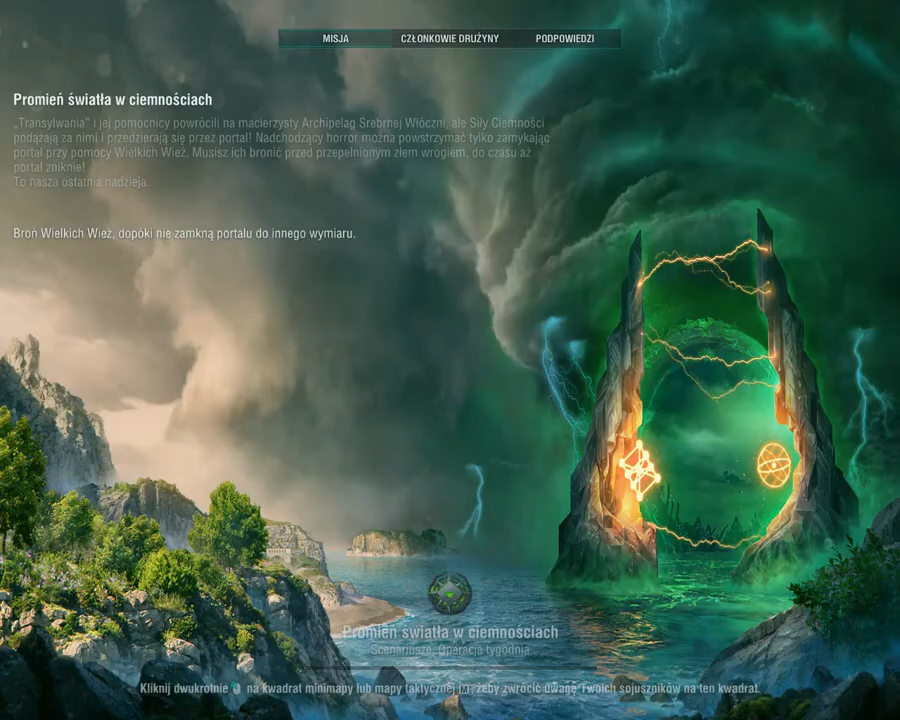 MISJA CZŁONKOWIE DRUŻYNY PODPOWIEDZI
Promień światła w ciemnościach
„Transylwania” i jej pomocnicy powrócili na macierzysty Archipelag Srebrnej Włóczni, ale Siły Ciemności
podążają za nimi i przedzierają się przez portal! Nadchodzący horror można powstrzymać tylko zamykając
portal przy pomocy Wielkich Wież. Musisz ich bronić przed przepełnionym złem wrogiem, do czasu aż
portal zniknie!
To nasza ostatnia nadzieja.
Broń Wielkich Wież, dopóki nie zamkną portalu do innego wymiaru.
Promień światła w ciemnościach
Scenariusze, Operacja tygodnia
Kliknij dwukrotnie na kwadrat minimapy lub mapy taktycznej [M], żeby zwrócić uwagę Twoich sojuszników na ten kwadrat.